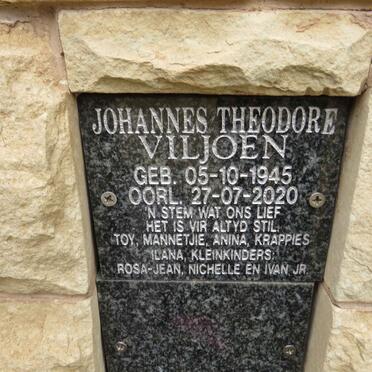 JOHANNES THEODORE
VILJOEN
GEB. 05-10-1945
OORL. 27-07-2020
'N STEM WAT ONS LIEF
HET IS VIR ALTYD STIL.
TOY, MANNETJIE, ANINA, KRAPPIES
ILANA, KLEINKINDERS:
ROSA-JEAN, NICHELLE EN IVAN JR.